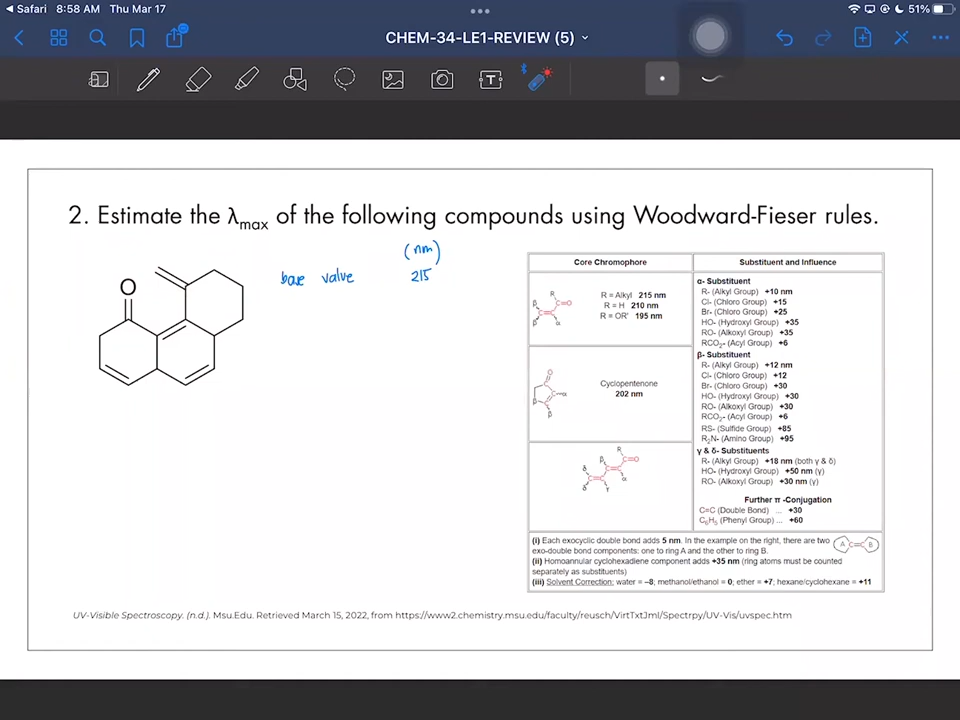 Safari 8:58 AM Thu Mar 17 51%
CHEM-34-LE1-REVIEW (5)
T
2. Estimate the λmax of the following compounds using Woodward-Fieser rules.
(nm)
base value 215
O
Core Chromophore Substituent and Influence
R
β C=O
C=C
β α
R = Alkyl 215 nm
R = H 210 nm
R = OR' 195 nm
O
C
C C α
β C
β
Cyclopentenone
202 nm
R
β C=O
δ C=C
C=C α
δ γ
α- Substituent
R- (Alkyl Group) +10 nm
Cl- (Chloro Group) +15
Br- (Chloro Group) +25
HO- (Hydroxyl Group) +35
RO- (Alkoxyl Group) +35
RCO2- (Acyl Group) +6
β- Substituent
R- (Alkyl Group) +12 nm
Cl- (Chloro Group) +12
Br- (Chloro Group) +30
HO- (Hydroxyl Group) +30
RO- (Alkoxyl Group) +30
RCO2- (Acyl Group) +6
RS- (Sulfide Group) +85
R2N- (Amino Group) +95
γ & δ- Substituents
R- (Alkyl Group) +18 nm (both γ & δ)
HO- (Hydroxyl Group) +50 nm (γ)
RO- (Alkoxyl Group) +30 nm (γ)
Further π -Conjugation
C=C (Double Bond) ... +30
C6H5 (Phenyl Group) ... +60
(i) Each exocyclic double bond adds 5 nm. In the example on the right, there are two
exo-double bond components: one to ring A and the other to ring B.
A C=C B
(ii) Homoannular cyclohexadiene component adds +35 nm (ring atoms must be counted
separately as substituents)
(iii) Solvent Correction: water = –8; methanol/ethanol = 0; ether = +7; hexane/cyclohexane = +11
UV-Visible Spectroscopy. (n.d.). Msu.Edu. Retrieved March 15, 2022, from https://www2.chemistry.msu.edu/faculty/reusch/VirtTxtJml/Spectrpy/UV-Vis/uvspec.htm